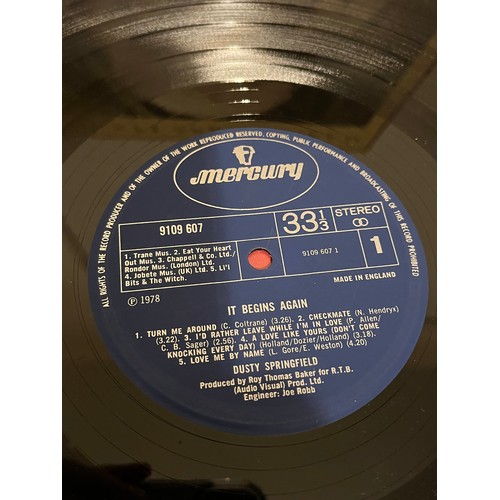 ALL RIGHTS OF THE RECORD PRODUCER AND OF THE OWNER OF THE WORK REPRODUCED RESERVED, COPYING, PUBLIC PERFORMANCE AND BROADCASTING OF THIS RECORD PROHIBITED
mercury
9109 607
33 1/3
STEREO
1. Trane Mus. 2. Eat Your Heart
Out Mus. 3. Chappell & Co. Ltd./
Rondor Mus. (London) Ltd.
4. Jobete Mus. (UK) Ltd. 5. Li'l
Bits & The Witch.
9109 607 1
1
℗ 1978
MADE IN ENGLAND
IT BEGINS AGAIN
1. TURN ME AROUND (C. Coltrane) (3.26). 2. CHECKMATE (N. Hendryx)
(3.22). 3. I'D RATHER LEAVE WHILE I'M IN LOVE (P. Allen/
C. B. Sager) (2.56). 4. A LOVE LIKE YOURS (DON'T COME
KNOCKING EVERY DAY) (Holland/Dozier/Holland) (3.18).
5. LOVE ME BY NAME (L. Gore/E. Weston) (4.20)
DUSTY SPRINGFIELD
Produced by Roy Thomas Baker for R.T.B.
(Audio Visual) Prod. Ltd.
Engineer: Joe Robb